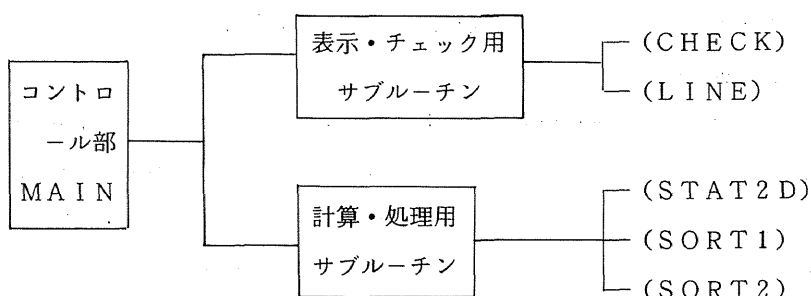 コントロ
ール部
MAIN
表示・チェック用
サブルーチン
(CHECK)
(LINE)
計算・処理用
サブルーチン
(STAT2D)
(SORT1)
(SORT2)